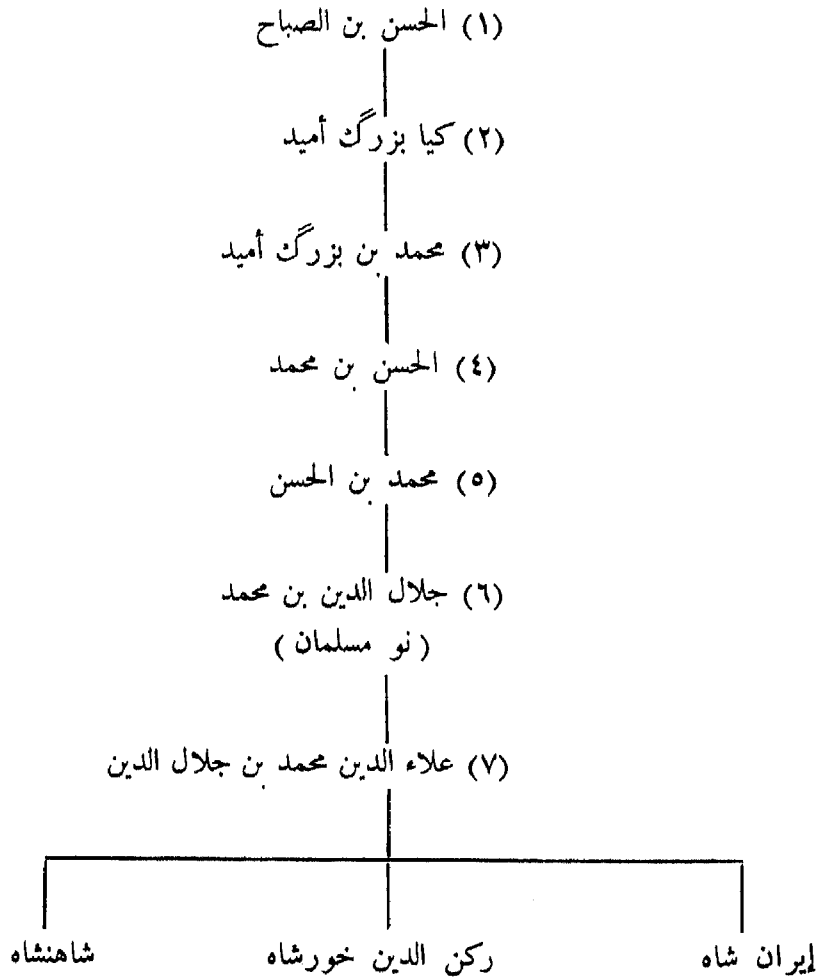 (١) الحسن بن الصباح
(٢) كيا بزرگ أميد
(٣) محمد بن بزرگ أميد
(٤) الحسن بن محمد
(٥) محمد بن الحسن
(٦) جلال الدين بن محمد
(نو مسلمان)
(٧) علاء الدين محمد بن جلال الدين
إيران شاه ركن الدين خورشاه شاهنشاه